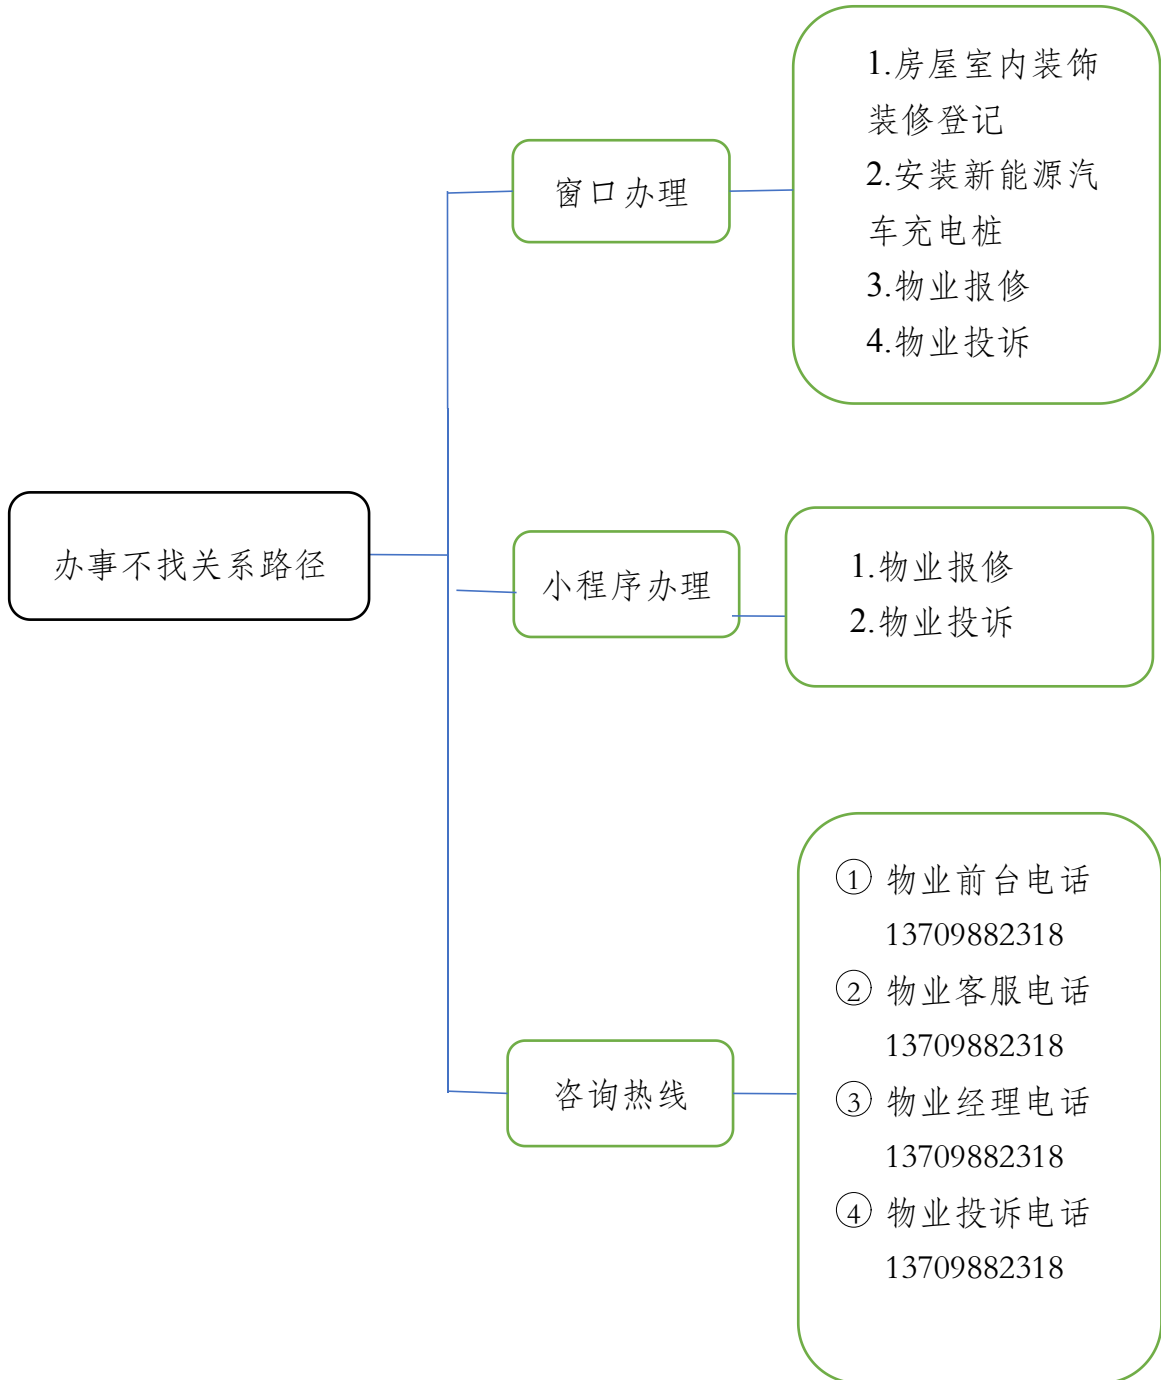 办事不找关系路径
窗口办理
1.房屋室内装饰
装修登记
2.安装新能源汽
车充电桩
3.物业报修
4.物业投诉
小程序办理
1.物业报修
2.物业投诉
咨询热线
① 物业前台电话
13709882318
② 物业客服电话
13709882318
③ 物业经理电话
13709882318
④ 物业投诉电话
13709882318